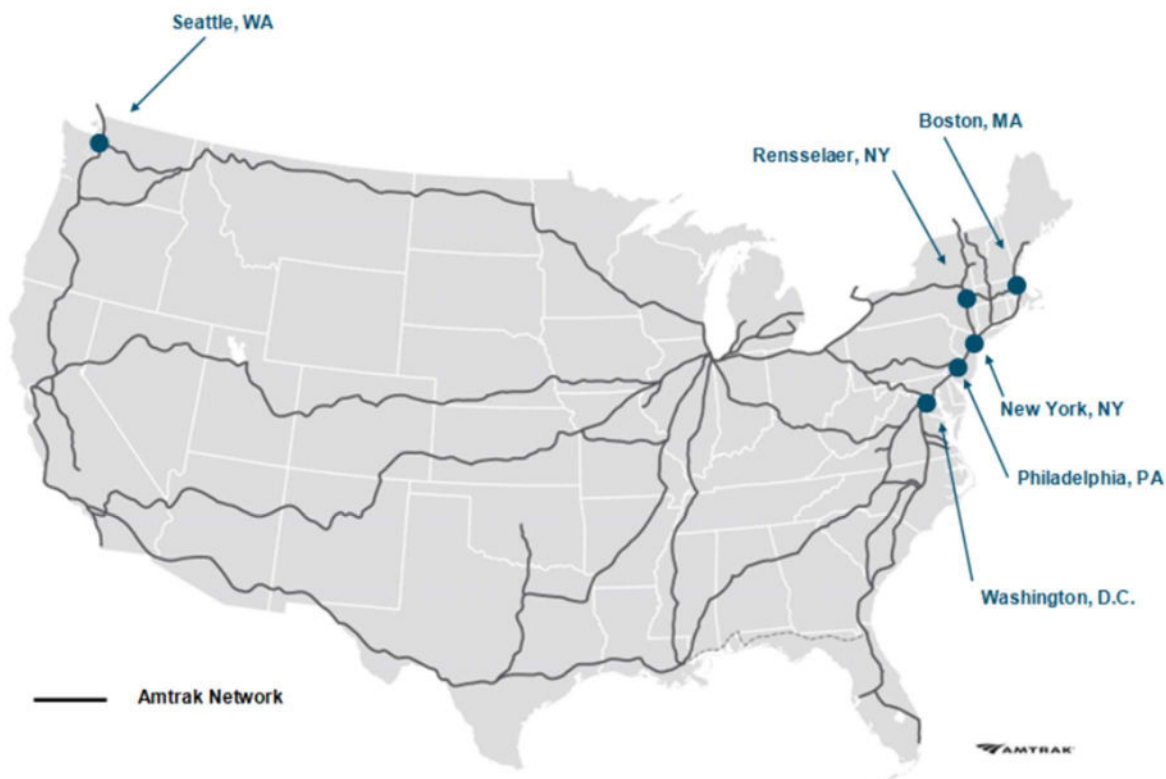 Seattle, WA
Boston, MA
Rensselaer, NY
New York, NY
Philadelphia, PA
Washington, D.C.
Amtrak Network
AMTRAK